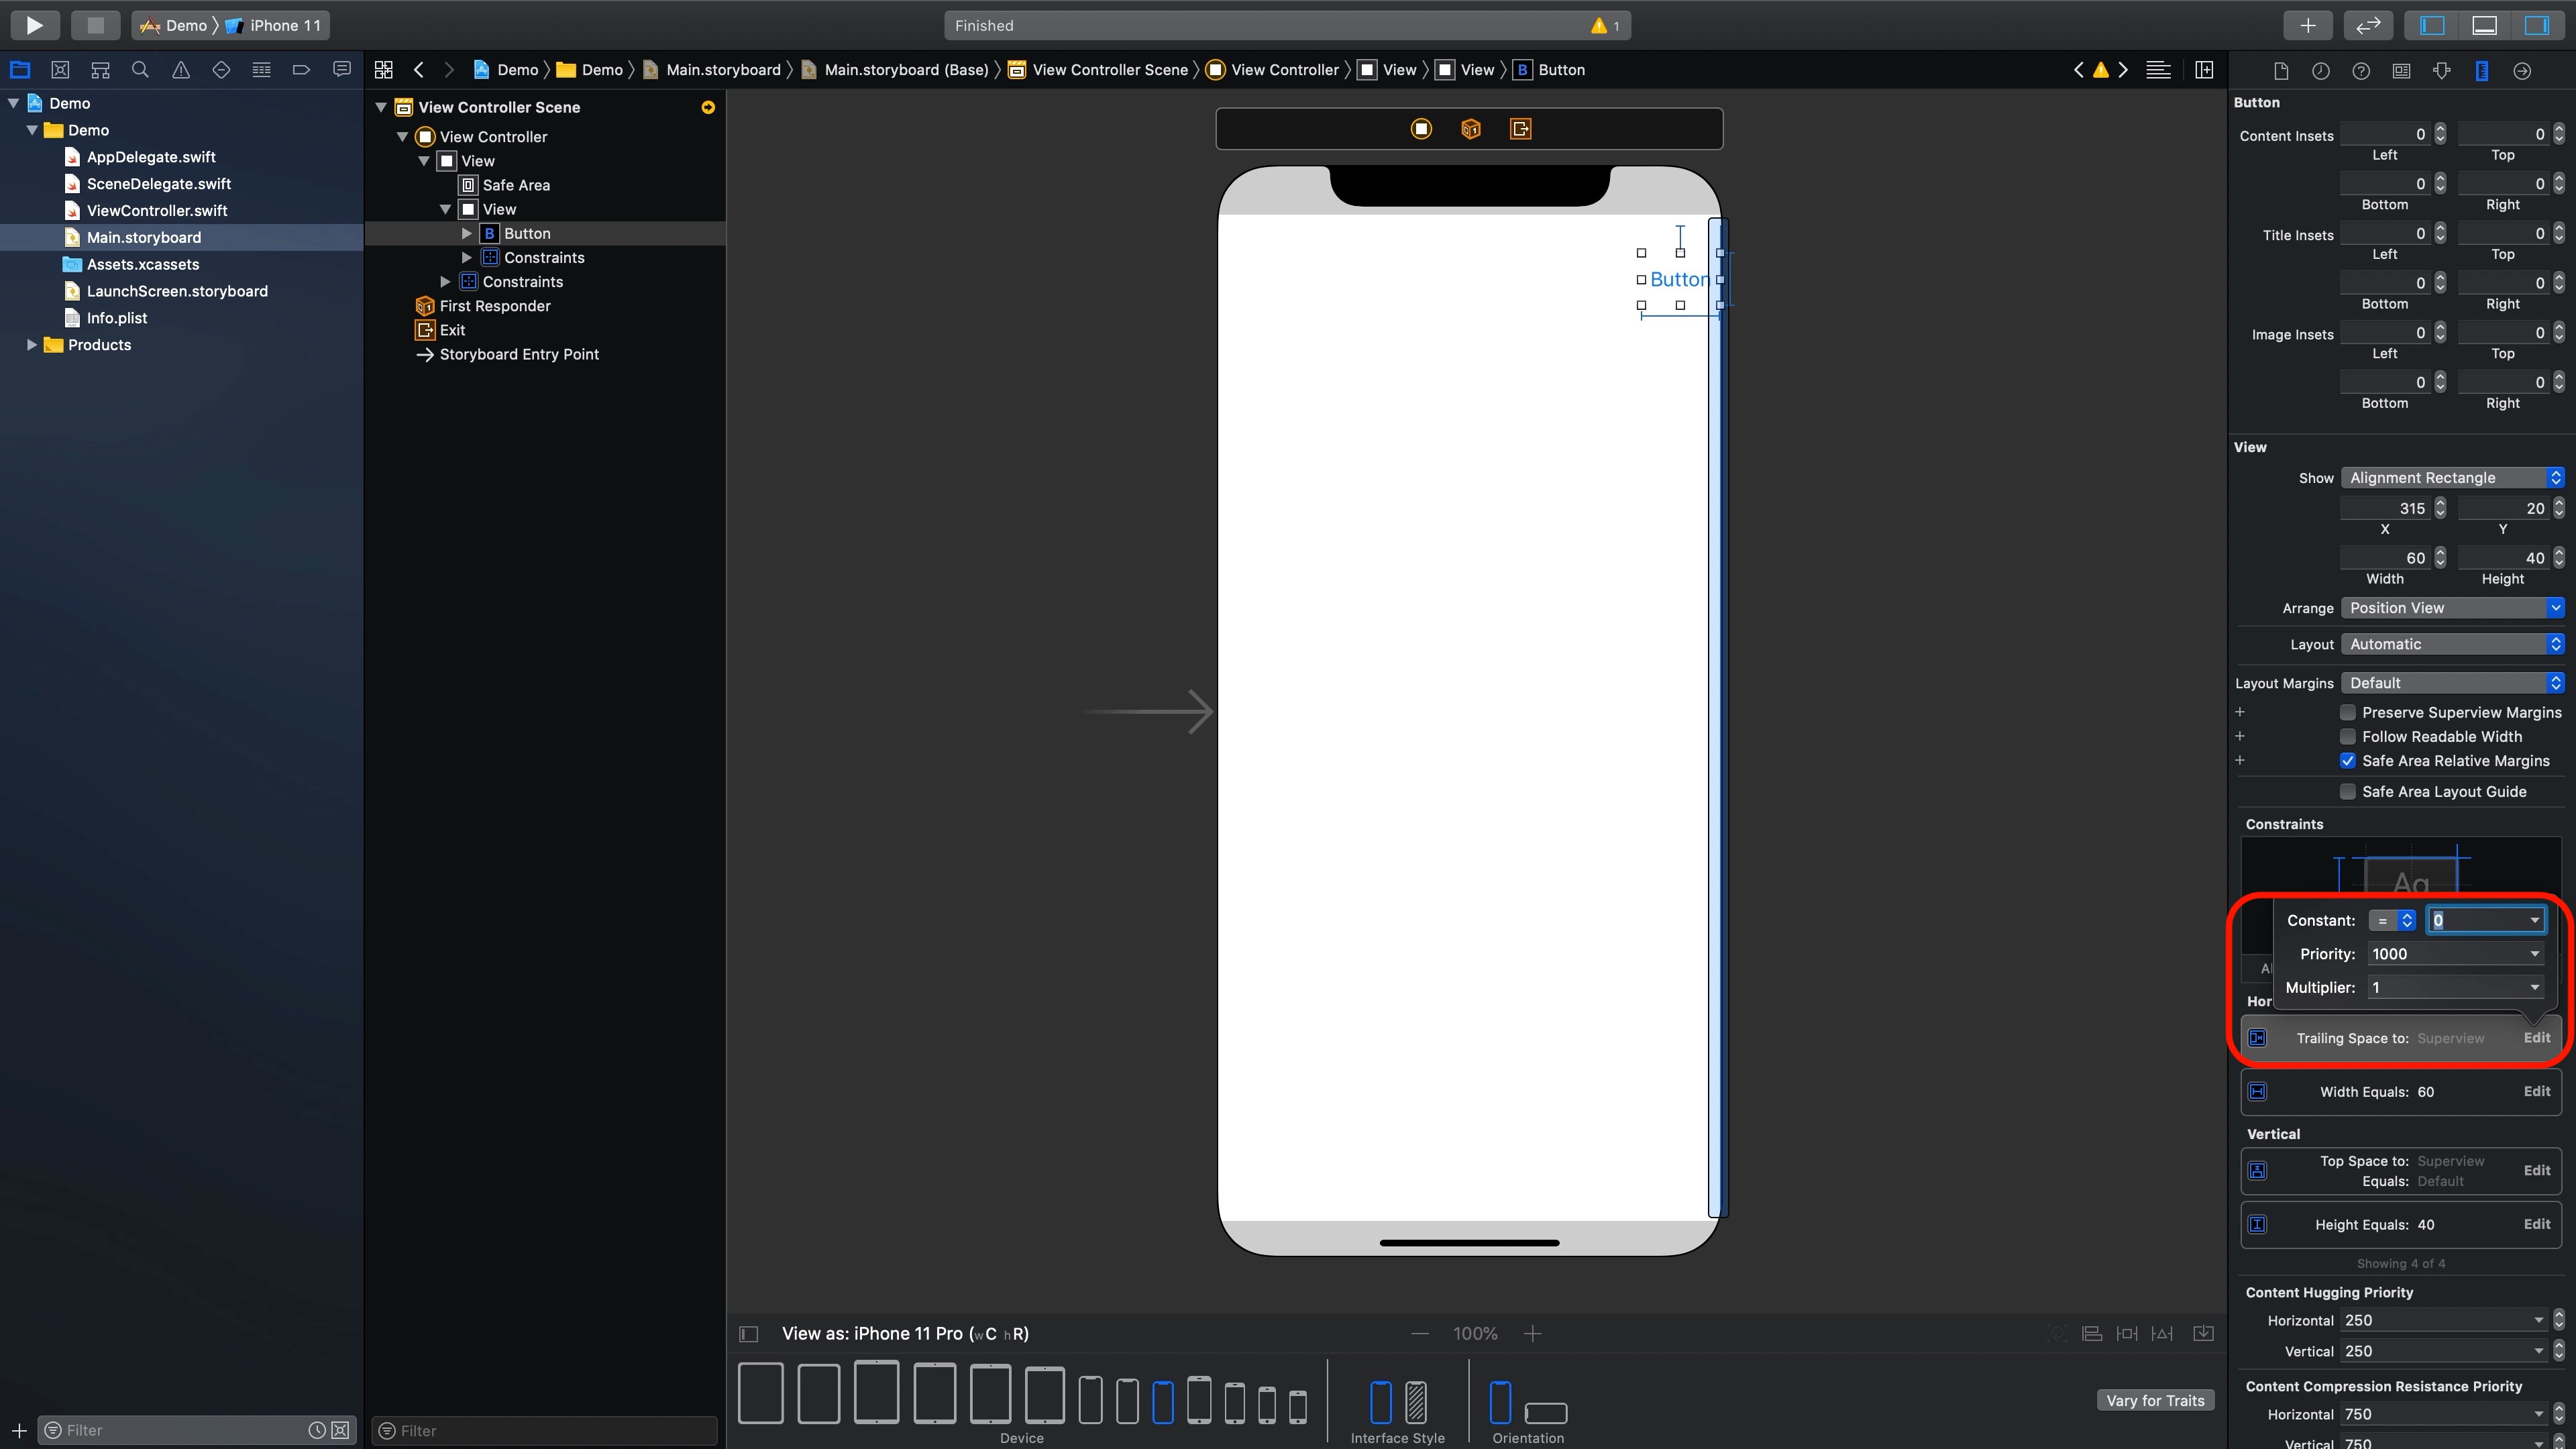 Demo 〉 iPhone 11
Finished
1
Demo 〉 Demo 〉 Main.storyboard 〉 Main.storyboard (Base) 〉 View Controller Scene 〉 View Controller 〉 View 〉 View 〉 B Button
Demo
Demo
AppDelegate.swift
SceneDelegate.swift
ViewController.swift
Main.storyboard
Assets.xcassets
LaunchScreen.storyboard
Info.plist
Products
Filter
View Controller Scene
View Controller
View
Safe Area
View
B Button
Constraints
Constraints
First Responder
Exit
Storyboard Entry Point
Filter
Button
View as: iPhone 11 Pro (wC hR)
100%
Device
Interface Style
Orientation
Vary for Traits
Button
Content Insets 0 0
Left Top
0 0
Bottom Right
Title Insets 0 0
Left Top
0 0
Bottom Right
Image Insets 0 0
Left Top
0 0
Bottom Right
View
Show Alignment Rectangle
315 20
X Y
60 40
Width Height
Arrange Position View
Layout Automatic
Layout Margins Default
Preserve Superview Margins
Follow Readable Width
Safe Area Relative Margins
Safe Area Layout Guide
Constraints
Constant: = 0
Priority: 1000
Multiplier: 1
Trailing Space to: Superview Edit
Width Equals: 60 Edit
Vertical
Top Space to: Superview Edit
Equals: Default
Height Equals: 40 Edit
Showing 4 of 4
Content Hugging Priority
Horizontal 250
Vertical 250
Content Compression Resistance Priority
Horizontal 750
Vertical 750